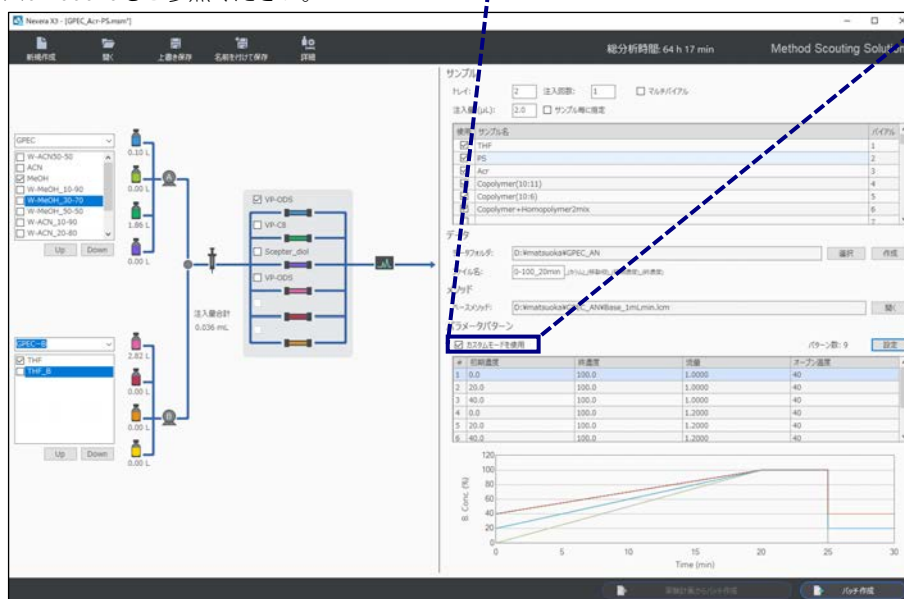 Nexera X3 - [GPEC_Acr-PS.msm*]
新規作成 開く 上書き保存 名前を付けて保存 詳細
総分析時間: 64 h 17 min Method Scouting Solution
サンプル
トレイ: 2 注入回数: 1 マルチバイアル
注入量(μL): 2.0 サンプル毎に指定
使用 サンプル名 バイアル
THF 1
PS 2
Acr 3
Copolymer(10:11) 4
Copolymer(10:6) 5
Copolymer+Homopolymer2mix 6
7
データ
データフォルダ: D:¥matsuoka¥GPEC_AN 選択 作成
ファイル名: 0-100_20min
メソッド
ベースメソッド: D:¥matsuoka¥GPEC_AN¥Base_1mLmin.lcm 開く
パラメータパターン
カスタムモードを使用 パターン数: 9 設定
# 初期濃度 終濃度 流量 オーブン温度
1 0.0 100.0 1.0000 40
2 20.0 100.0 1.0000 40
3 40.0 100.0 1.0000 40
4 0.0 100.0 1.2000 40
5 20.0 100.0 1.2000 40
6 40.0 100.0 1.2000 40
B. Conc. (%)
120
100
80
60
40
20
0
0 5 10 15 20 25 30
Time (min)
GPEC
W-ACN50-50
ACN
MeOH
W-MeOH_10-90
W-MeOH_30-70
W-MeOH_50-50
W-ACN_10-90
W-ACN_20-80
Up Down
0.10 L
0.00 L
1.86 L
0.00 L
A
VP-ODS
VP-C8
Scepter_diol
VP-ODS
注入量合計
0.036 mL
GPEC-B
THF
THF_B
Up Down
2.82 L
0.00 L
0.00 L
0.00 L
B
バッチ作成